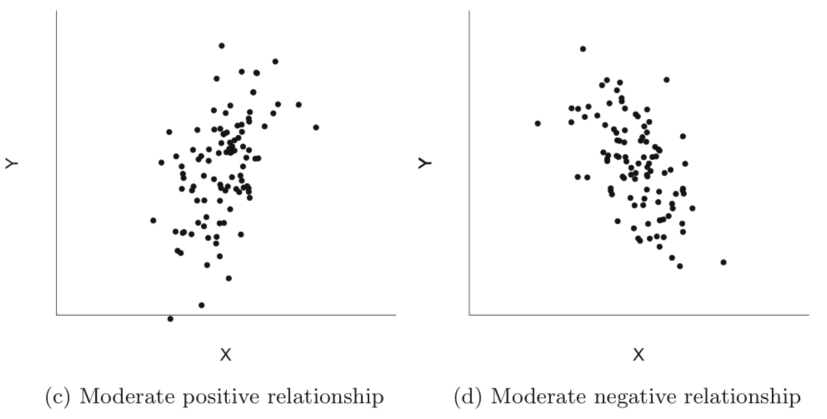 Y
X
(c) Moderate positive relationship
Y
X
(d) Moderate negative relationship